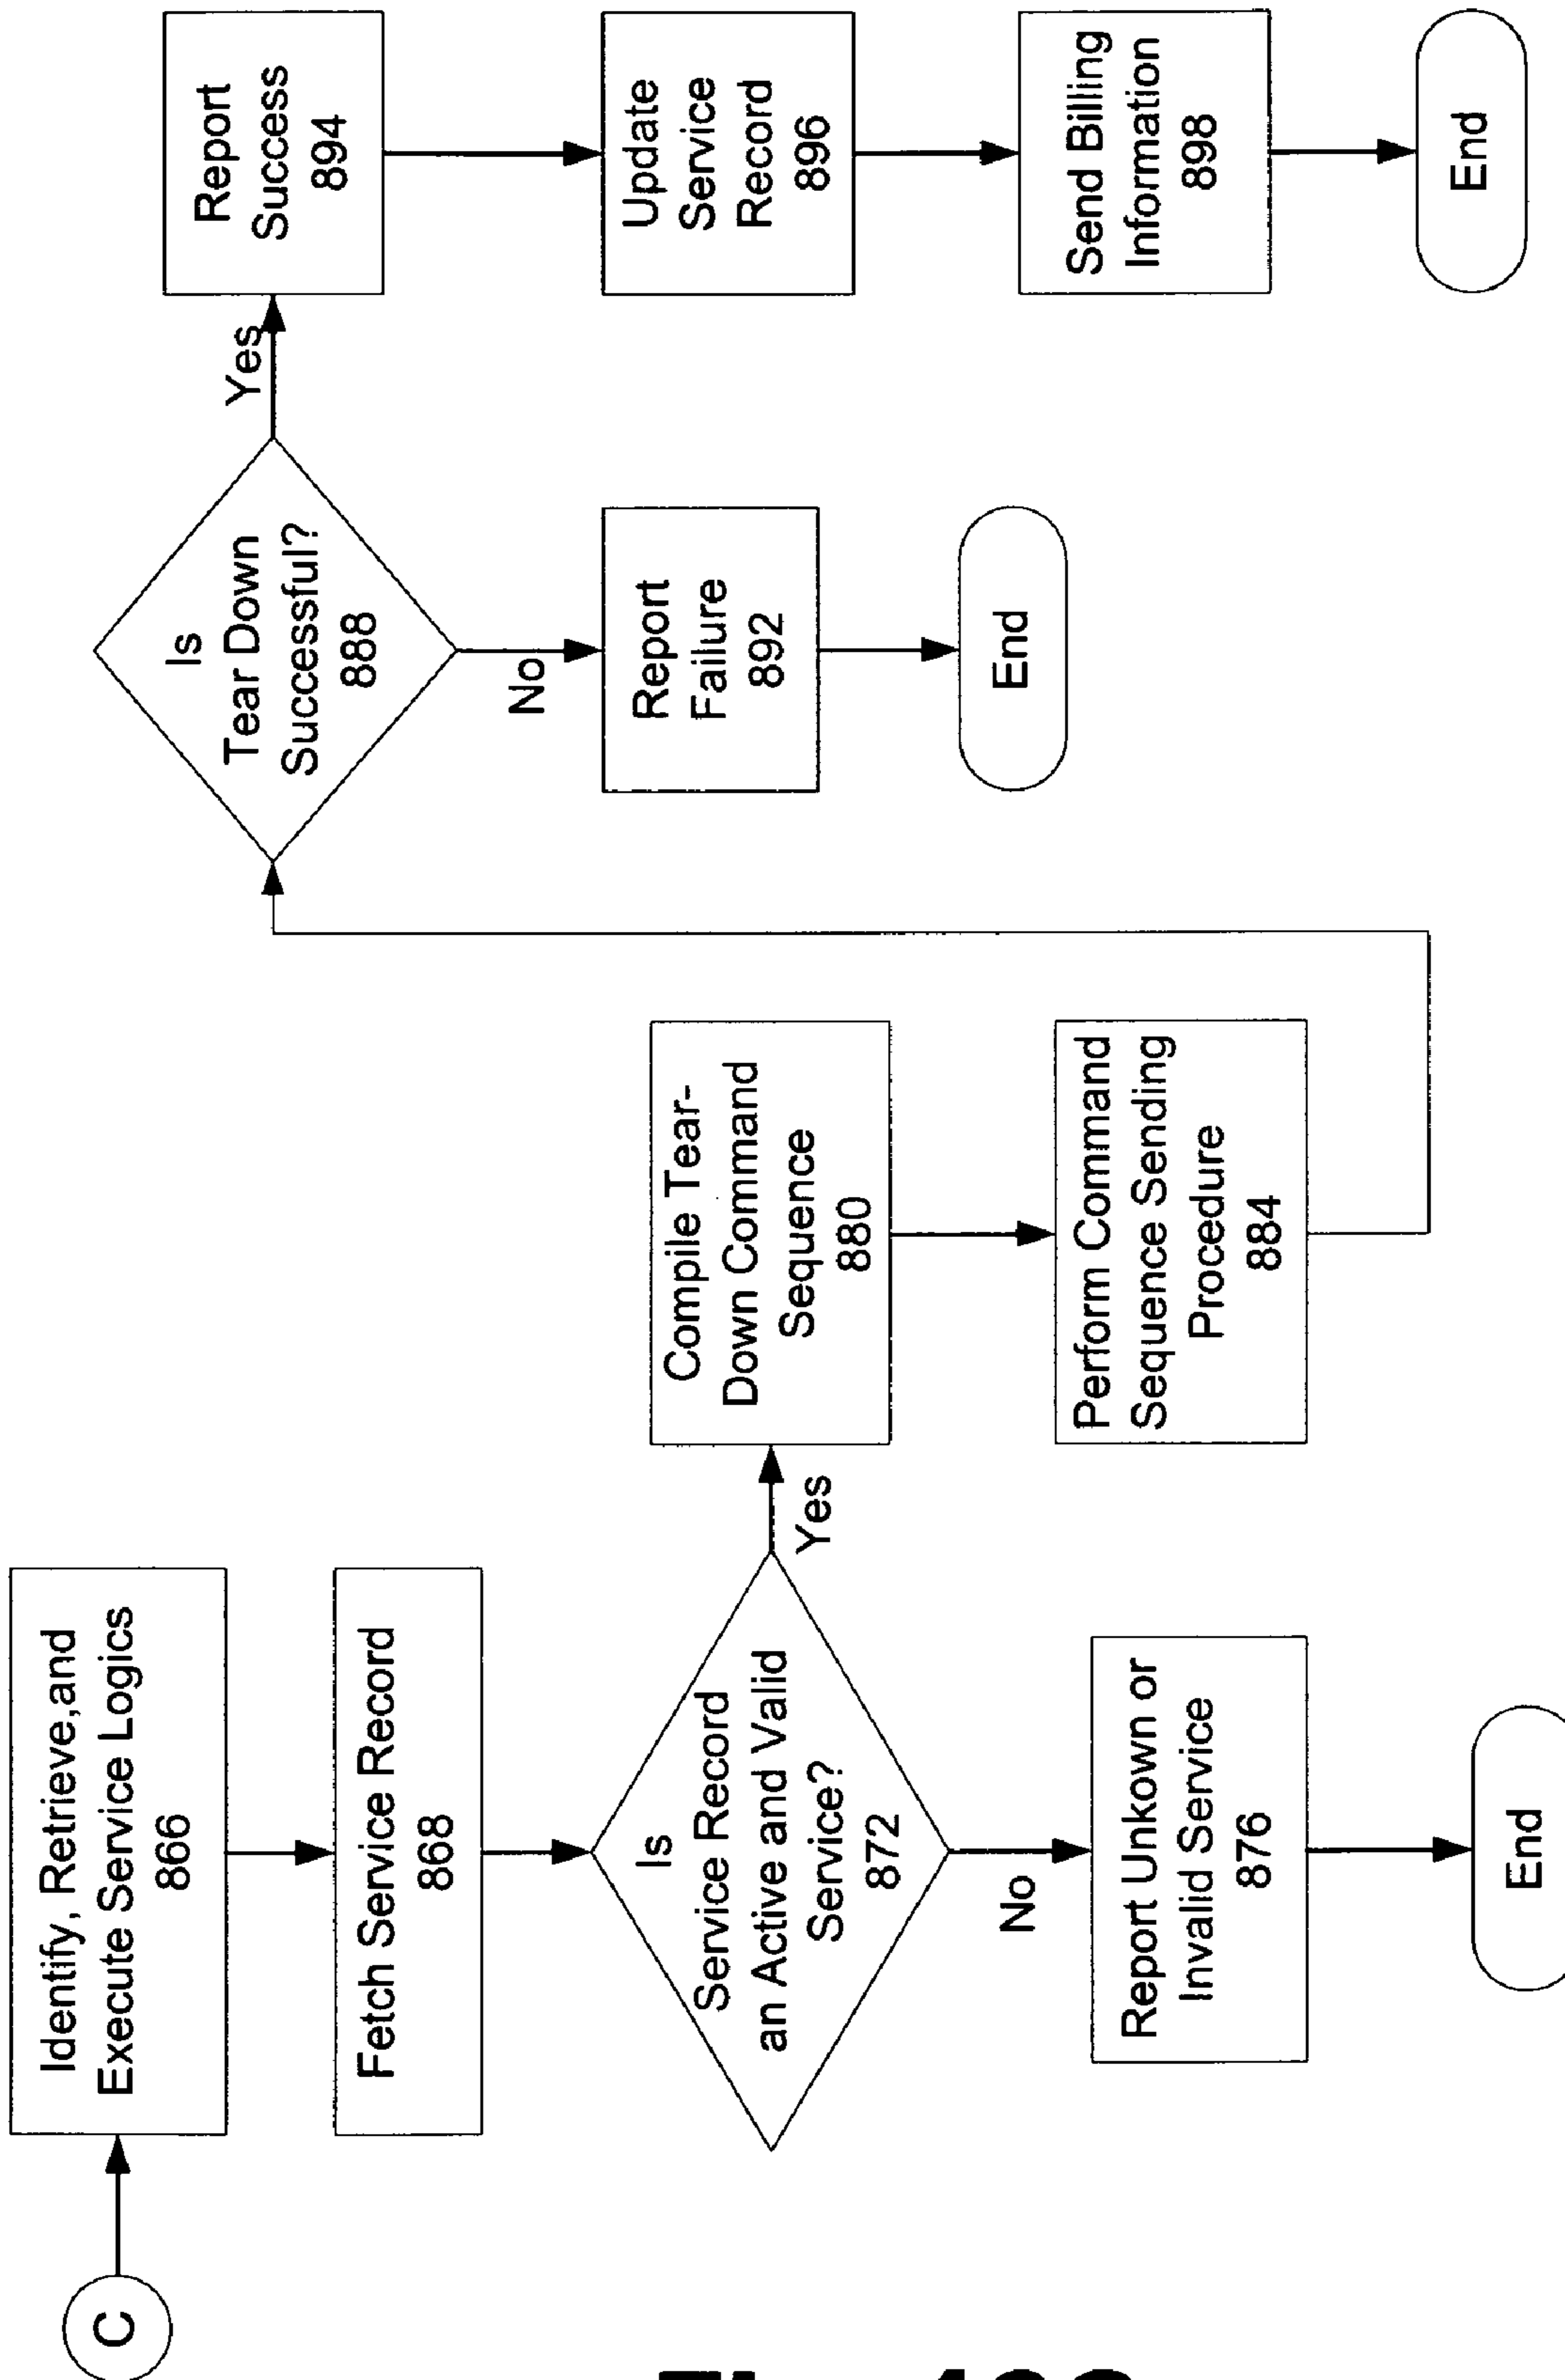 C
Identify, Retrieve,and
Execute Service Logics
866
Fetch Service Record
868
Is
Service Record
an Active and Valid
Service?
872
Yes
No
Report Unkown or
Invalid Service
876
End
Compile Tear-
Down Command
Sequence
880
Perform Command
Sequence Sending
Procedure
884
Is
Tear Down
Successful?
888
Yes
No
Report
Failure
892
End
Report
Success
894
Update
Service
Record
896
Send Billing
Information
898
End